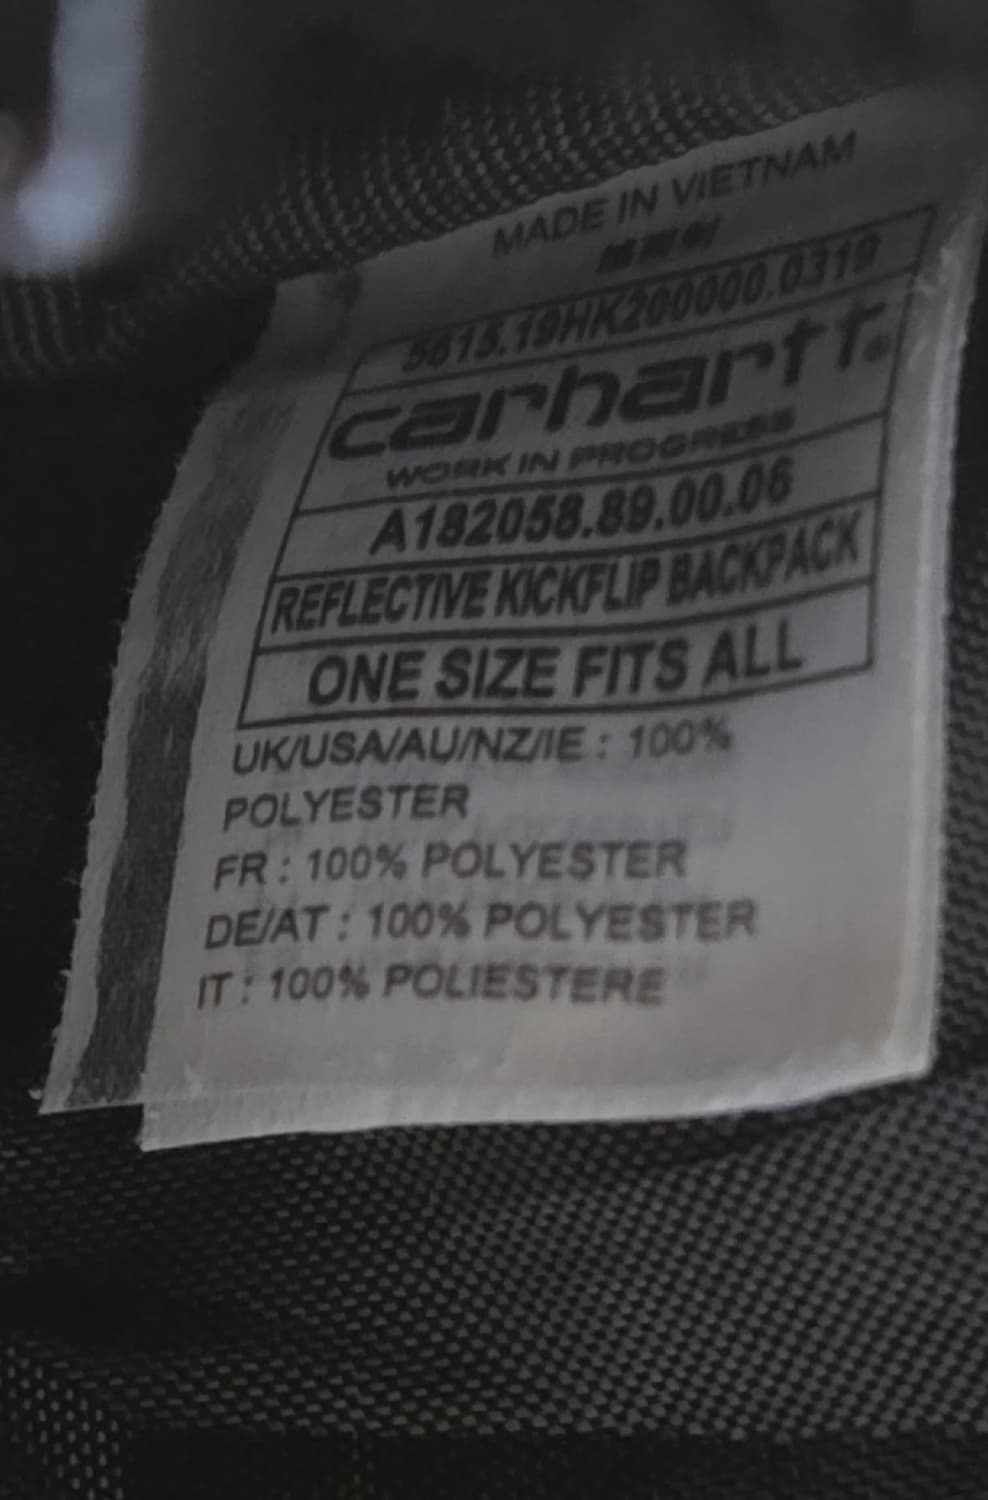 MADE IN VIETNAM
5615.19HK200000.0319
carhartt®
WORK IN PROGRESS
A182058.89.00.06
REFLECTIVE KICKFLIP BACKPACK
ONE SIZE FITS ALL
UK/USA/AU/NZ/IE : 100%
POLYESTER
FR : 100% POLYESTER
DE/AT : 100% POLYESTER
IT : 100% POLIESTERE